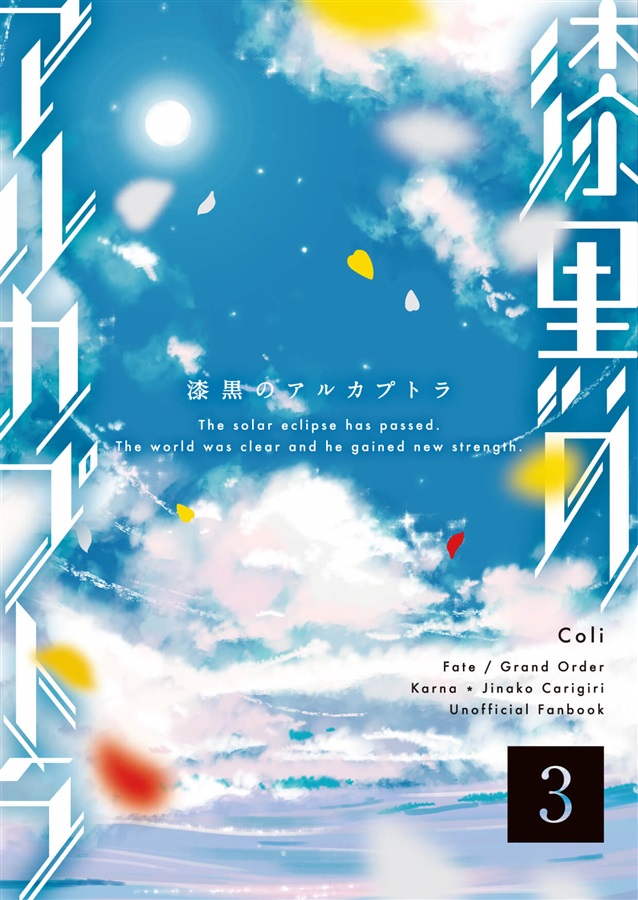 漆黒の
アルカプトラ
漆黒のアルカプトラ
The solar eclipse has passed.
The world was clear and he gained new strength.
Coli
Fate / Grand Order
Karna * Jinako Carigiri
Unofficial Fanbook
3